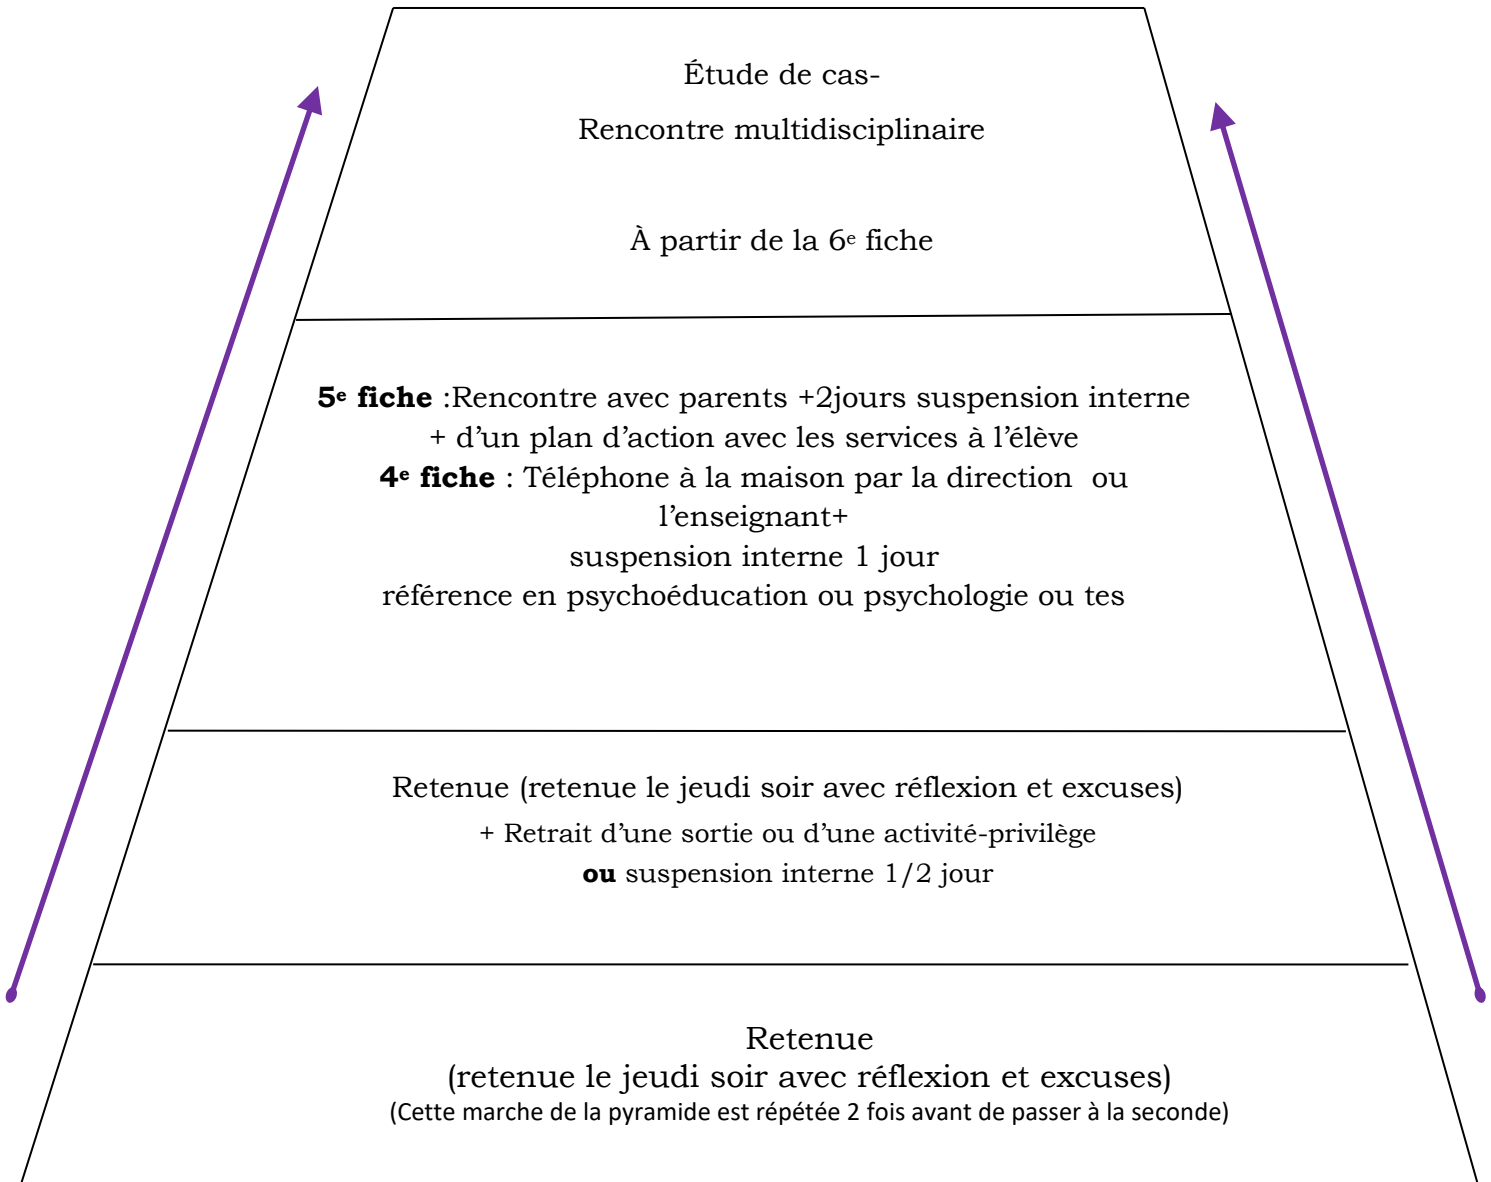 Étude de cas-
Rencontre multidisciplinaire
À partir de la 6e fiche
5e fiche :Rencontre avec parents +2jours suspension interne
+ d’un plan d’action avec les services à l’élève
4e fiche : Téléphone à la maison par la direction  ou
l’enseignant+
suspension interne 1 jour
référence en psychoéducation ou psychologie ou tes
Retenue (retenue le jeudi soir avec réflexion et excuses)
+ Retrait d’une sortie ou d’une activité-privilège
ou suspension interne 1/2 jour
Retenue
(retenue le jeudi soir avec réflexion et excuses)
(Cette marche de la pyramide est répétée 2 fois avant de passer à la seconde)